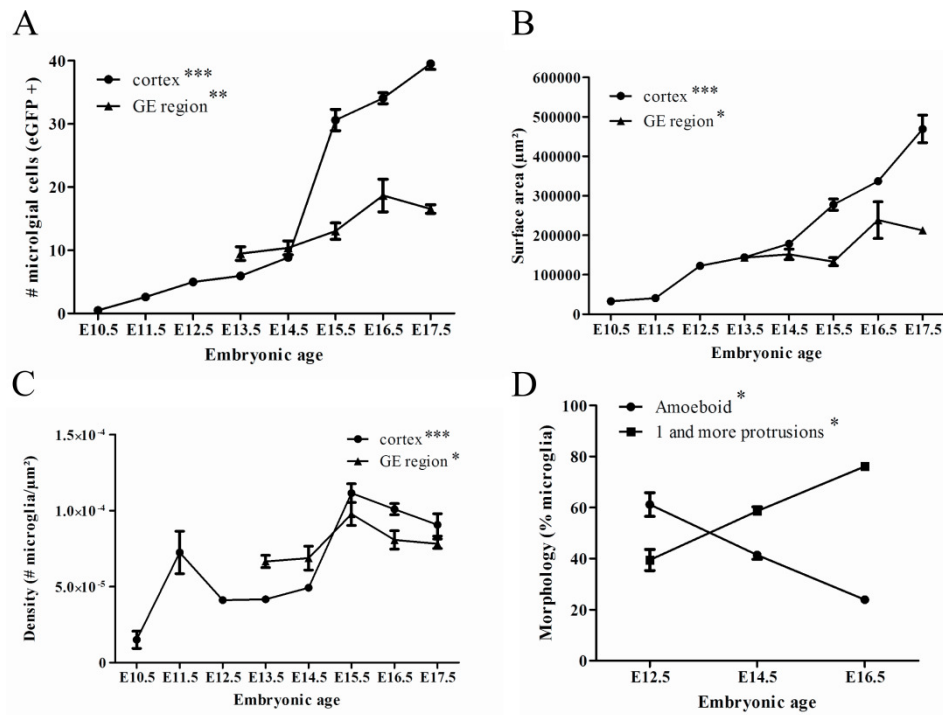 A
# microlgial cells (eGFP +)
40
30
20
10
0
cortex ***
GE region **
E10.5 E11.5 E12.5 E13.5 E14.5 E15.5 E16.5 E17.5
Embryonic age
B
Surface area (μm²)
600000
500000
400000
300000
200000
100000
0
cortex ***
GE region *
E10.5 E11.5 E12.5 E13.5 E14.5 E15.5 E16.5 E17.5
Embryonic age
C
Density (# microglia/μm²)
1.5×10⁻⁴
1.0×10⁻⁴
5.0×10⁻⁵
0
cortex ***
GE region *
E10.5 E11.5 E12.5 E13.5 E14.5 E15.5 E16.5 E17.5
Embryonic age
D
Morphology (% microglia)
100
80
60
40
20
0
Amoeboid *
1 and more protrusions *
E12.5 E14.5 E16.5
Embryonic age